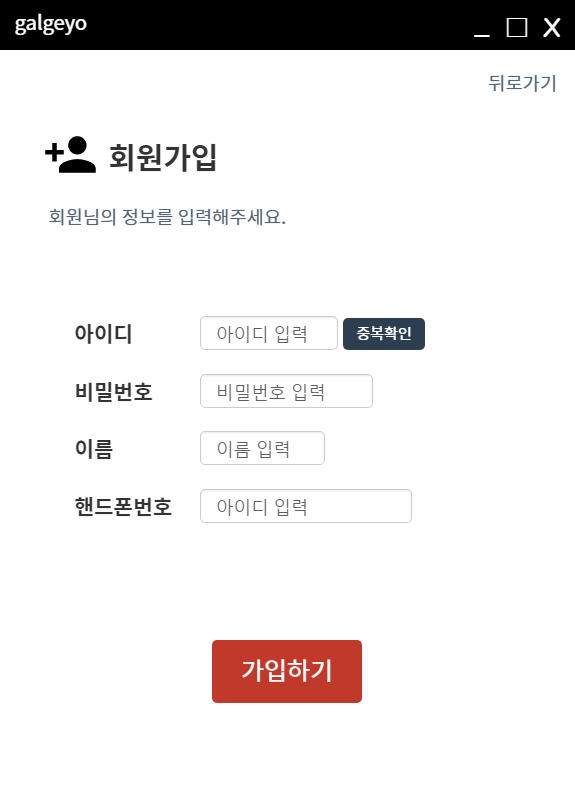 galgeyo
뒤로가기
회원가입
회원님의 정보를 입력해주세요.
아이디 아이디 입력 중복확인
비밀번호 비밀번호 입력
이름 이름 입력
핸드폰번호 아이디 입력
가입하기